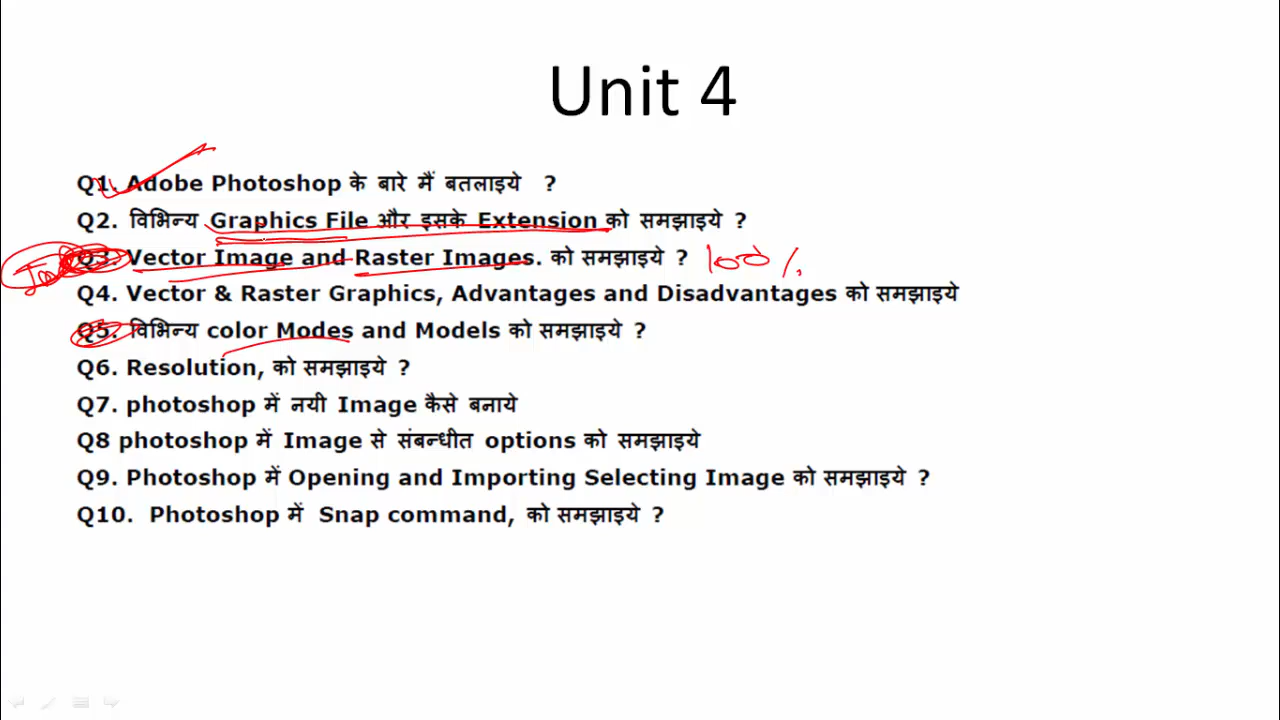 Unit 4
Q1. Adobe Photoshop के बारे मैं बतलाइये ?
Q2. विभिन्य Graphics File और इसके Extension को समझाइये ?
Q3. Vector Image and Raster Images. को समझाइये ? 100%
Q4. Vector & Raster Graphics, Advantages and Disadvantages को समझाइये
Q5. विभिन्य color Modes and Models को समझाइये ?
Q6. Resolution, को समझाइये ?
Q7. photoshop में नयी Image कैसे बनाये
Q8 photoshop में Image से संबन्धीत options को समझाइये
Q9. Photoshop में Opening and Importing Selecting Image को समझाइये ?
Q10. Photoshop में Snap command, को समझाइये ?